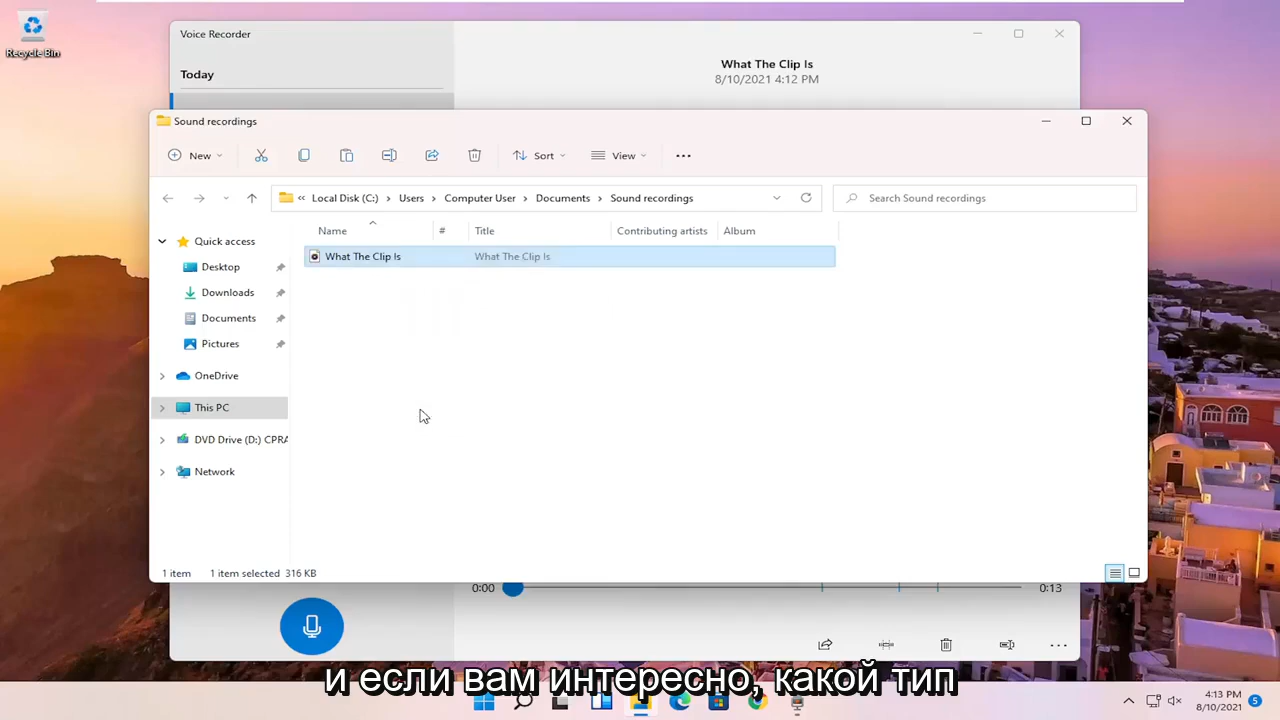 Recycle Bin
Voice Recorder
Today
What The Clip Is
8/10/2021 4:12 PM
Sound recordings
New
Sort
View
Local Disk (C:) › Users › Computer User › Documents › Sound recordings
Search Sound recordings
Name # Title Contributing artists Album
What The Clip Is What The Clip Is
Quick access
Desktop
Downloads
Documents
Pictures
OneDrive
This PC
DVD Drive (D:) CPRA
Network
1 item 1 item selected 316 KB
0:00 0:13
и если вам интересно, какой тип
4:13 PM
8/10/2021
5